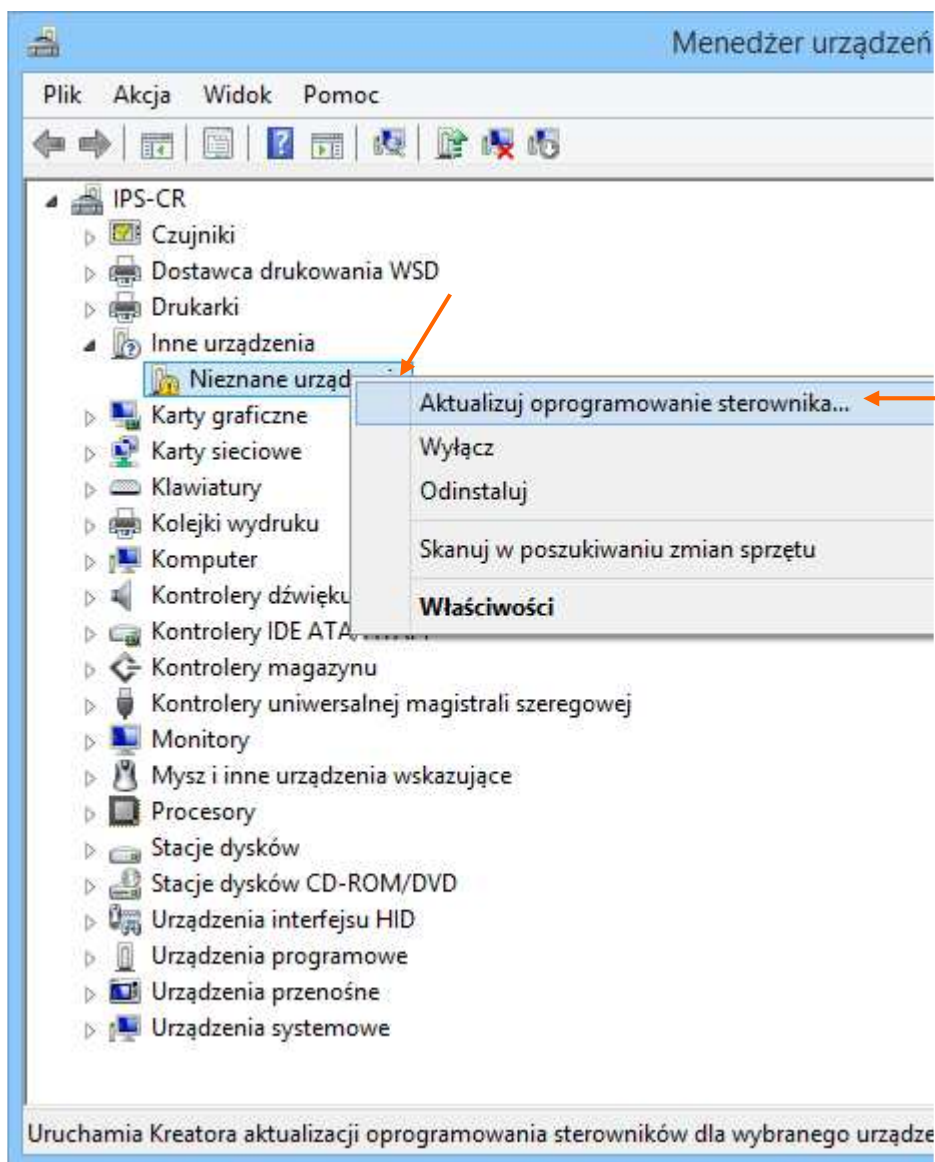 Menedżer urządzeń
Plik Akcja Widok Pomoc
IPS-CR
Czujniki
Dostawca drukowania WSD
Drukarki
Inne urządzenia
Nieznane
Aktualizuj oprogramowanie sterownika...
Karty graficzne
Karty sieciowe
Wyłącz
Klawiatury
Odinstaluj
Kolejki wydruku
Skanuj w poszukiwaniu zmian sprzętu
Komputer
Kontrolery dźwięku
Właściwości
Kontrolery IDE
Kontrolery magazynu
Kontrolery uniwersalnej magistrali szeregowej
Monitory
Mysz i inne urządzenia wskazujące
Procesory
Stacje dysków
Stacje dysków CD-ROM/DVD
Urządzenia interfejsu HID
Urządzenia programowe
Urządzenia przenośne
Urządzenia systemowe
Uruchamia Kreatora aktualizacji oprogramowania sterowników dla wybranego